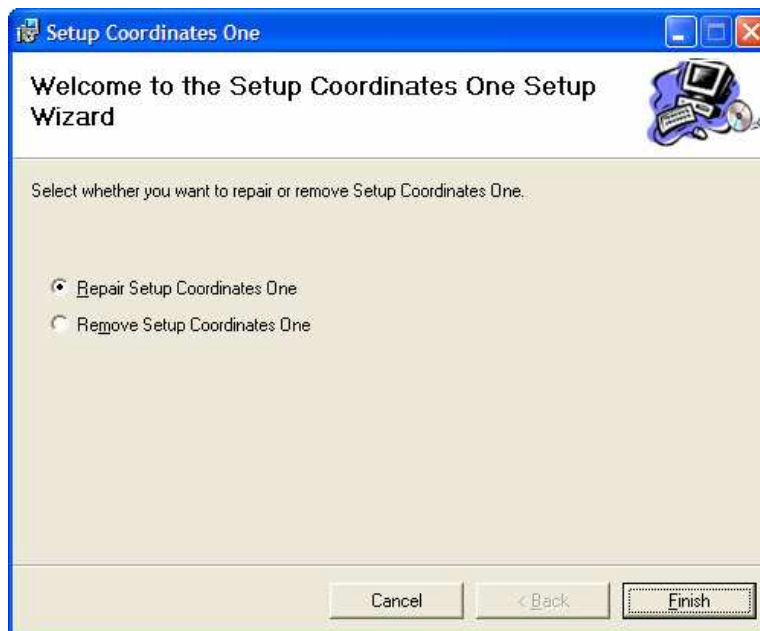 Setup Coordinates One
Welcome to the Setup Coordinates One Setup
Wizard
Select whether you want to repair or remove Setup Coordinates One.
Repair Setup Coordinates One
Remove Setup Coordinates One
Cancel
< Back
Finish